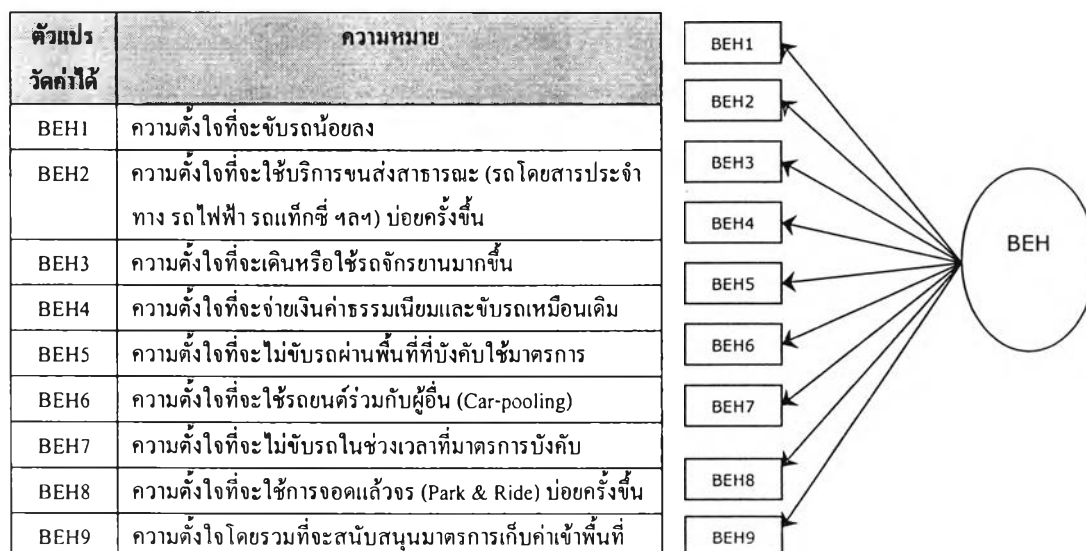 ตัวแปร
วัดค่าได้
ความหมาย
BEH1 ความตั้งใจที่จะขับรถน้อยลง
BEH2 ความตั้งใจที่จะใช้บริการขนส่งสาธารณะ (รถโดยสารประจำ
ทาง รถไฟฟ้า รถแท็กซี่ ฯลฯ) บ่อยครั้งขึ้น
BEH3 ความตั้งใจที่จะเดินหรือใช้รถจักรยานมากขึ้น
BEH4 ความตั้งใจที่จะจ่ายเงินค่าธรรมเนียมและขับรถเหมือนเดิม
BEH5 ความตั้งใจที่จะไม่ขับรถผ่านพื้นที่ที่บังคับใช้มาตรการ
BEH6 ความตั้งใจที่จะใช้รถยนต์ร่วมกับผู้อื่น (Car-pooling)
BEH7 ความตั้งใจที่จะไม่ขับรถในช่วงเวลาที่มาตรการบังคับ
BEH8 ความตั้งใจที่จะใช้การจอดแล้วจร (Park & Ride) บ่อยครั้งขึ้น
BEH9 ความตั้งใจโดยรวมที่จะสนับสนุนมาตรการเก็บค่าเข้าพื้นที่
BEH1
BEH2
BEH3
BEH4
BEH5
BEH6
BEH7
BEH8
BEH9
BEH